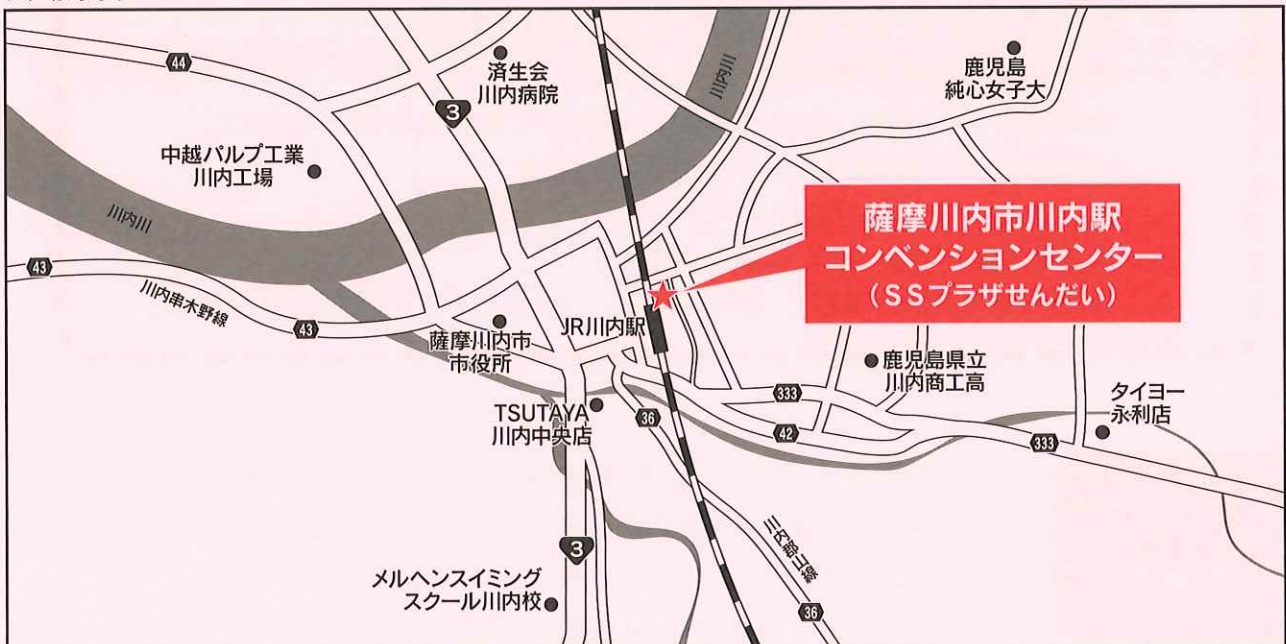 44
済生会
川内病院
3
川内川
鹿児島
純心女子大
中越パルプ工業
川内工場
川内川
薩摩川内市川内駅
コンベンションセンター
(SSプラザせんだい)
43
川内串木野線
43
薩摩川内市
市役所
JR川内駅
鹿児島県立
川内商工高
333
タイヨー
永利店
TSUTAYA
川内中央店
36
42
333
3
川内郡山線
メルヘンスイミング
スクール川内校
36